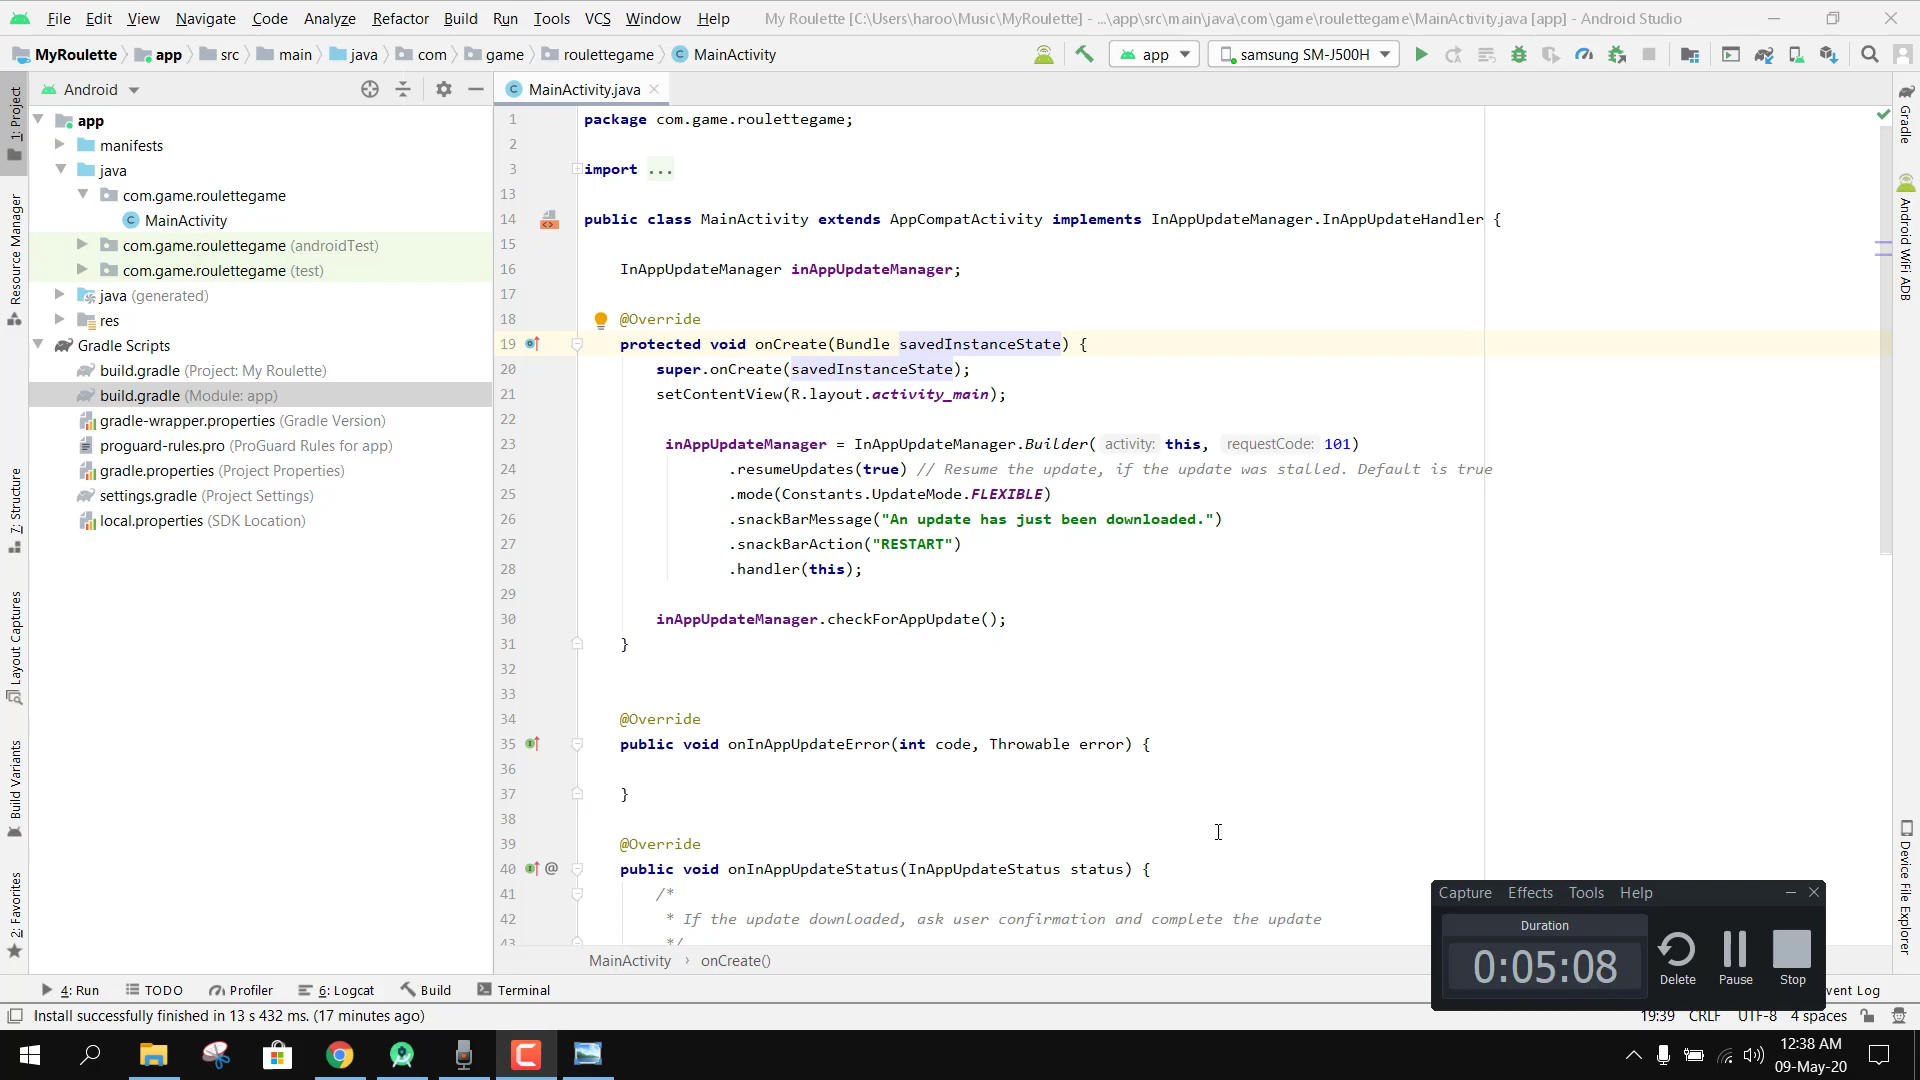 File Edit View Navigate Code Analyze Refactor Build Run Tools VCS Window Help My Roulette [C:\Users\haroo\Music\MyRoulette] - ...\app\src\main\java\com\game\roulettegame\MainActivity.java [app] - Android Studio
MyRoulette app src main java com game roulettegame MainActivity app samsung SM-J500H
Android MainActivity.java
1: Project
Resource Manager
7: Structure
Layout Captures
Build Variants
2: Favorites
app
manifests
java
com.game.roulettegame
MainActivity
com.game.roulettegame (androidTest)
com.game.roulettegame (test)
java (generated)
res
Gradle Scripts
build.gradle (Project: My Roulette)
build.gradle (Module: app)
gradle-wrapper.properties (Gradle Version)
proguard-rules.pro (ProGuard Rules for app)
gradle.properties (Project Properties)
settings.gradle (Project Settings)
local.properties (SDK Location)
1 package com.game.roulettegame;
2
3 import ...
13
14 public class MainActivity extends AppCompatActivity implements InAppUpdateManager.InAppUpdateHandler {
15
16 InAppUpdateManager inAppUpdateManager;
17
18 @Override
19 protected void onCreate(Bundle savedInstanceState) {
20 super.onCreate(savedInstanceState);
21 setContentView(R.layout.activity_main);
22
23 inAppUpdateManager = InAppUpdateManager.Builder( activity: this, requestCode: 101)
24 .resumeUpdates(true) // Resume the update, if the update was stalled. Default is true
25 .mode(Constants.UpdateMode.FLEXIBLE)
26 .snackBarMessage("An update has just been downloaded.")
27 .snackBarAction("RESTART")
28 .handler(this);
29
30 inAppUpdateManager.checkForAppUpdate();
31 }
32
33
34 @Override
35 public void onInAppUpdateError(int code, Throwable error) {
36
37 }
38
39 @Override
40 @ public void onInAppUpdateStatus(InAppUpdateStatus status) {
41 /*
42 * If the update downloaded, ask user confirmation and complete the update
43 */
MainActivity › onCreate()
Gradle
Android WiFi ADB
Device File Explorer
Capture Effects Tools Help
Duration
0:05:08
Delete Pause Stop
4: Run TODO Profiler 6: Logcat Build Terminal vent Log
Install successfully finished in 13 s 432 ms. (17 minutes ago) 19:39 CRLF UTF-8 4 spaces
12:38 AM
09-May-20